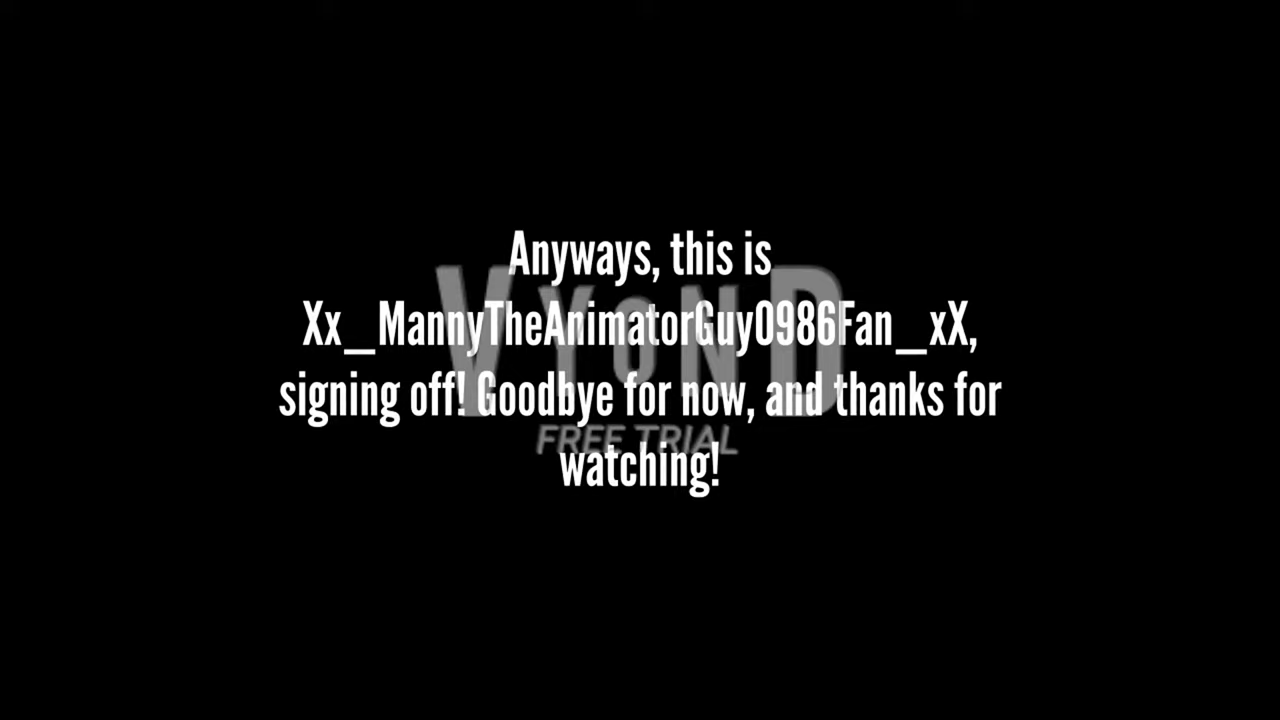 Anyways, this is
Xx_MannyTheAnimatorGuy0986Fan_xX,
signing off! Goodbye for now, and thanks for
watching!
VYOND
FREE TRIAL